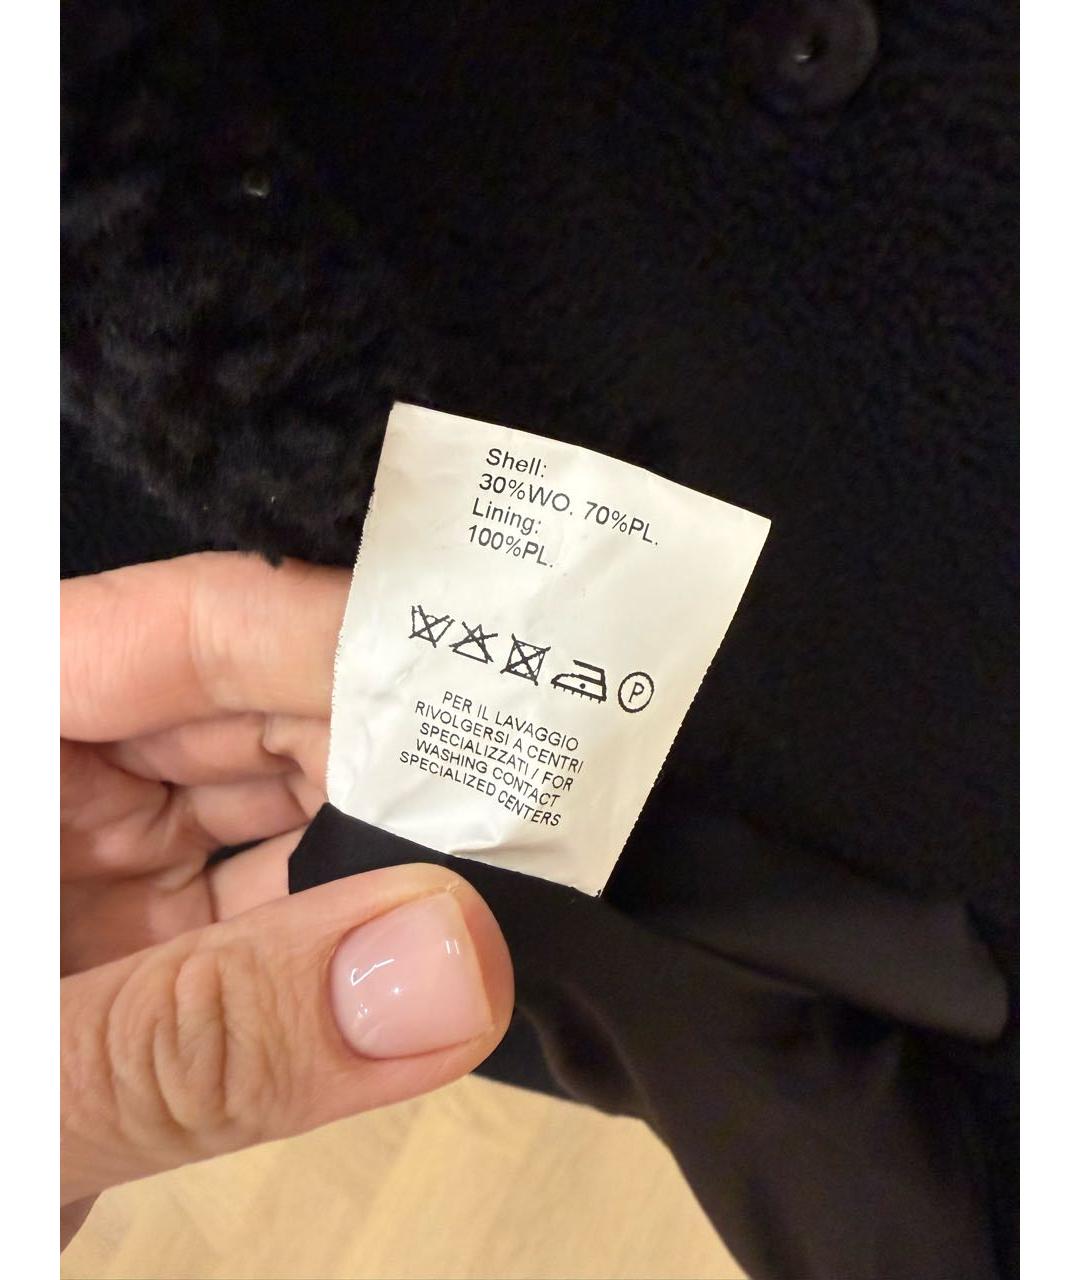 Shell:
30%WO. 70%PL.
Lining:
100%PL.
P
PER IL LAVAGGIO
RIVOLGERSI A CENTRI
SPECIALIZZATI / FOR
WASHING CONTACT
SPECIALIZED CENTERS